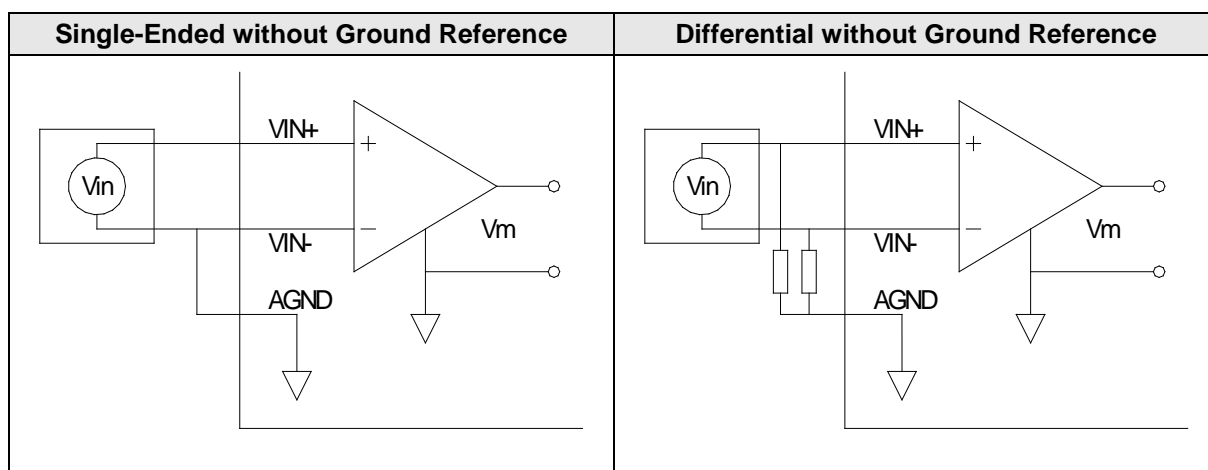 Single-Ended without Ground Reference
Differential without Ground Reference
VIN+
+
Vin
−
VIN-
Vm
AGND
VIN+
+
Vin
−
VIN-
Vm
AGND